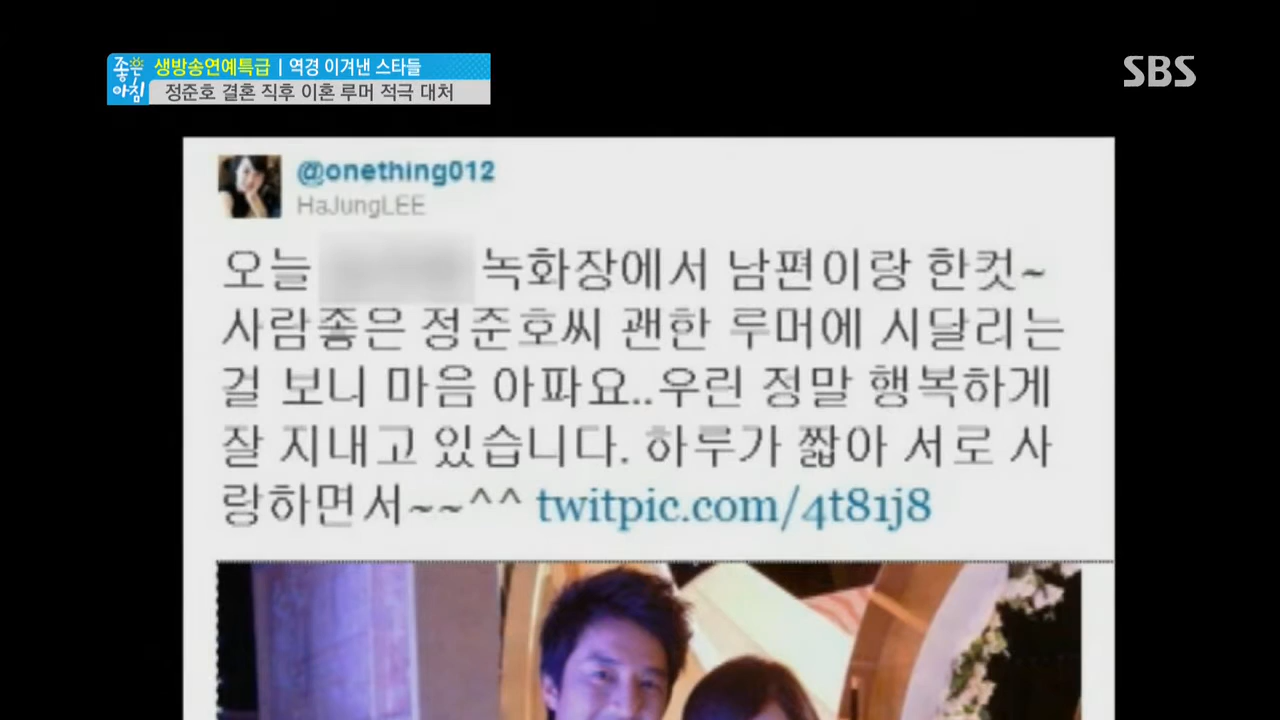 좋은 아침
생방송연예특급 | 역경 이겨낸 스타들
정준호 결혼 직후 이혼 루머 적극 대처
SBS
@onething012
HaJungLEE
오늘 녹화장에서 남편이랑 한컷~
사람좋은 정준호씨 괜한 루머에 시달리는
걸 보니 마음 아파요..우린 정말 행복하게
잘 지내고 있습니다. 하루가 짧아 서로 사
랑하면서~~^^ twitpic.com/4t81j8